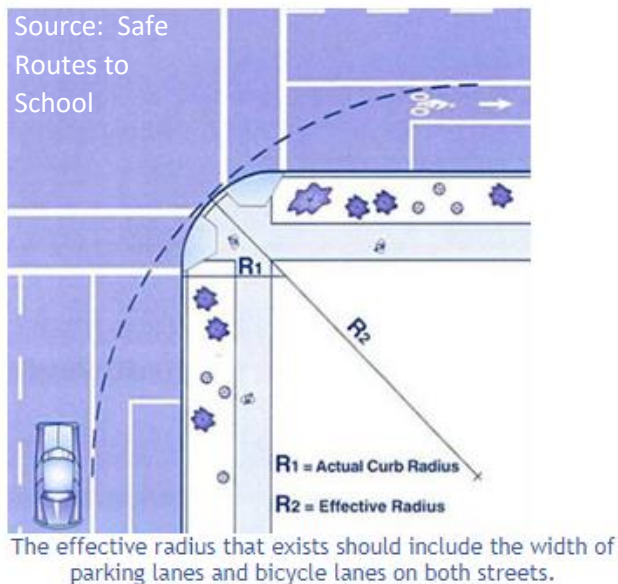 Source: Safe
Routes to
School
R1
R2
R1 = Actual Curb Radius
R2 = Effective Radius
The effective radius that exists should include the width of
parking lanes and bicycle lanes on both streets.